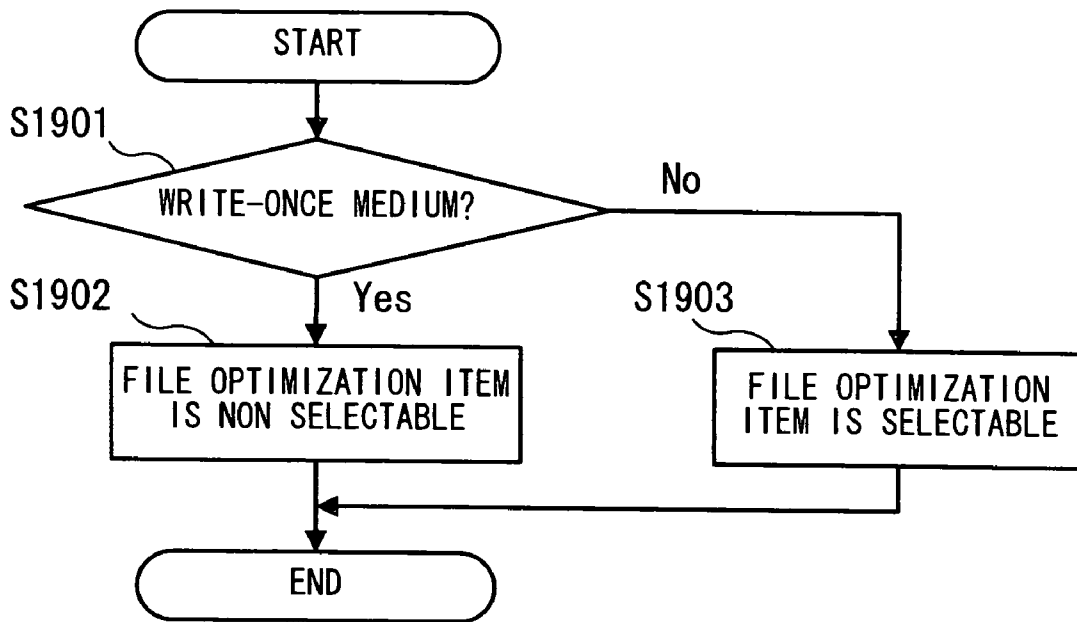 START
S1901
WRITE-ONCE MEDIUM?
No
S1902
Yes
S1903
FILE OPTIMIZATION ITEM
IS NON SELECTABLE
FILE OPTIMIZATION
ITEM IS SELECTABLE
END